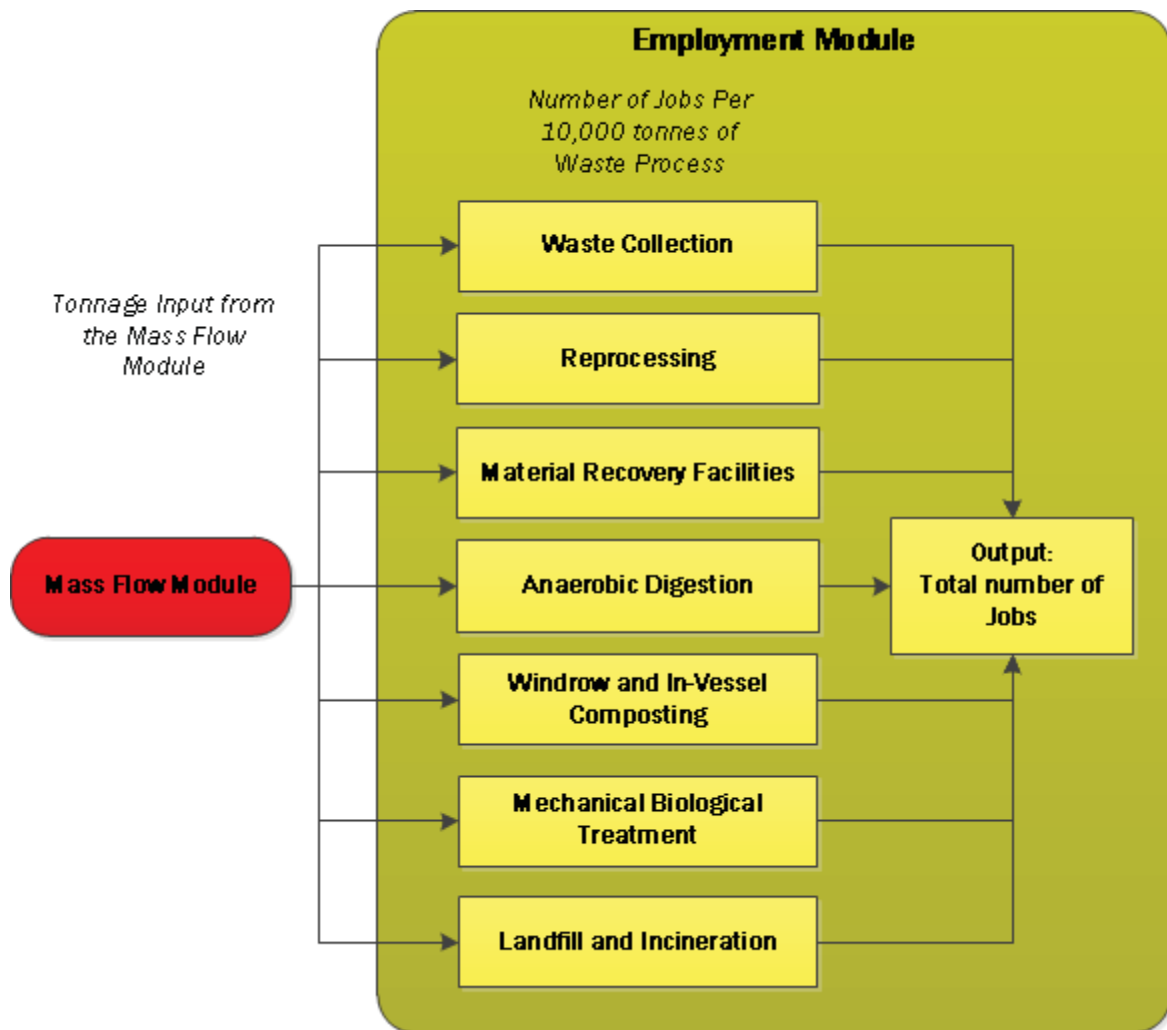 Employment Module
Number of Jobs Per
10,000 tonnes of
Waste Process
Tonnage Input from
the Mass Flow
Module
Mass Flow Module
Waste Collection
Reprocessing
Material Recovery Facilities
Anaerobic Digestion
Windrow and In-Vessel
Composting
Mechanical Biological
Treatment
Landfill and Incineration
Output:
Total number of
Jobs